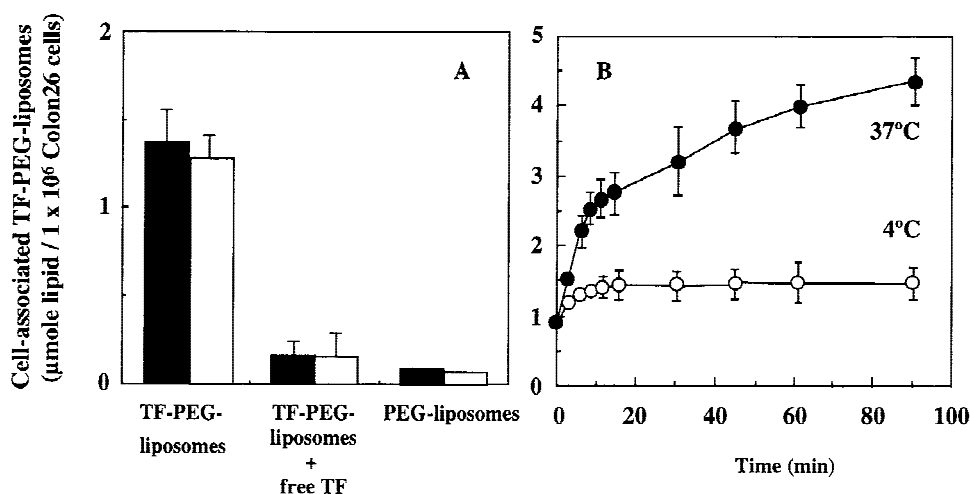 Cell-associated TF-PEG-liposomes
(µmole lipid / 1 x 10⁶ Colon26 cells)
2
1
0
A
TF-PEG-
liposomes
TF-PEG-
liposomes
+
free TF
PEG-liposomes
5
4
3
2
1
0
B
37ºC
4ºC
0
20
40
60
80
100
Time (min)